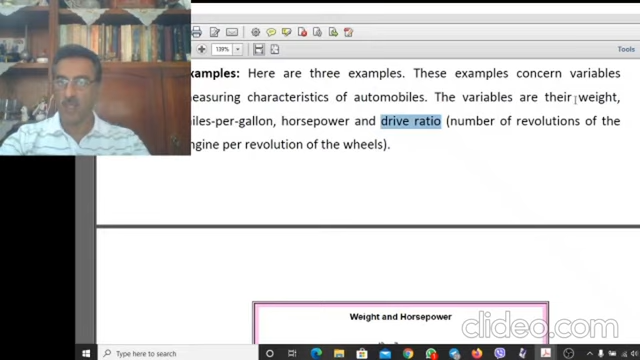 139%
Tools
xamples: Here are three examples. These examples concern variables
easuring characteristics of automobiles. The variables are their weight,
iles-per-gallon, horsepower and drive ratio (number of revolutions of the
ngine per revolution of the wheels).
Weight and Horsepower
clideo.com
Type here to search